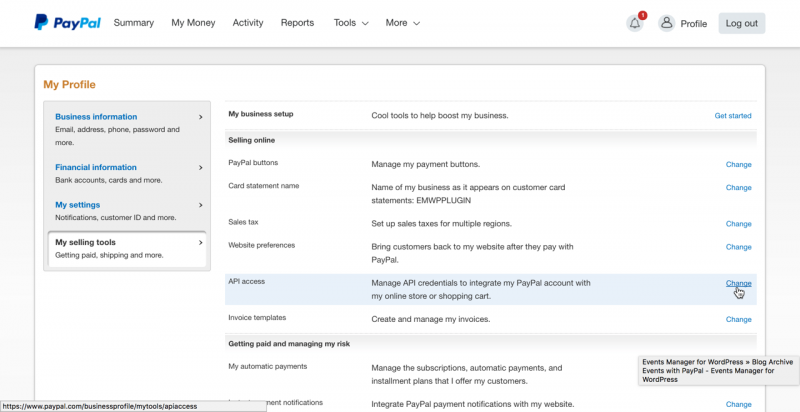 PayPal Summary My Money Activity Reports Tools More 1 Profile Log out
My Profile
Business information
Email, address, phone, password and
more.
Financial information
Bank accounts, cards and more.
My settings
Notifications, customer ID and more.
My selling tools
Getting paid, shipping and more.
My business setup Cool tools to help boost my business. Get started
Selling online
PayPal buttons Manage my payment buttons. Change
Card statement name Name of my business as it appears on customer card Change
statements: EMWPPLUGIN
Sales tax Set up sales taxes for multiple regions. Change
Website preferences Bring customers back to my website after they pay with Change
PayPal.
API access Manage API credentials to integrate my PayPal account with Change
my online store or shopping cart.
Invoice templates Create and manage my invoices. Change
Getting paid and managing my risk
My automatic payments Manage the subscriptions, automatic payments, and
installment plans that I offer my customers.
Events Manager for WordPress » Blog Archive
Events with PayPal - Events Manager for
WordPress
notifications Integrate PayPal payment notifications with my website. Change
https://www.paypal.com/businessprofile/mytools/apiaccess